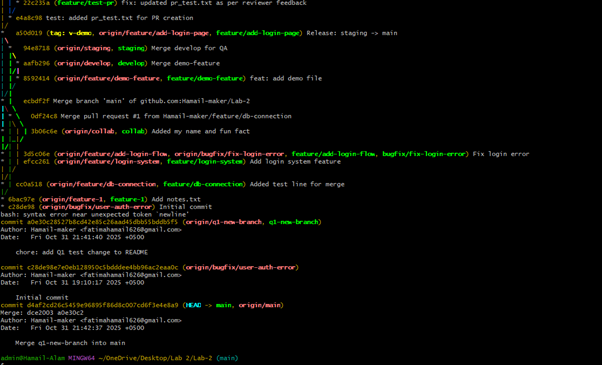 | | * 22c235a (feature/test-pr) fix: updated pr_test.txt as per reviewer feedback
|/
* e4a8c98 test: added pr_test.txt for PR creation
* a50d019 (tag: v-demo, origin/feature/add-login-page, feature/add-login-page) Release: staging -> main
|\
* 94e8718 (origin/staging, staging) Merge develop for QA
|\
* aafb296 (origin/develop, develop) Merge demo-feature
|/|
* 8592414 (origin/feature/demo-feature, feature/demo-feature) feat: add demo file
|/
|/|
* ecbdf2f Merge branch 'main' of github.com:Hamail-maker/Lab-2
|\ \
| * \ 0df24c8 Merge pull request #1 from Hamail-maker/feature/db-connection
| |\ \
| | | | 3b06c6e (origin/collab, collab) Added my name and fun fact
| |_|/
|/| |
* | | | bd5c06e (origin/feature/add-login-flow, origin/bugfix/fix-login-error, feature/add-login-flow, bugfix/fix-login-error) Fix login error
* | | | efcc261 (origin/feature/login-system, feature/login-system) Add login system feature
|/ /
|/
| * cc0a518 (origin/feature/db-connection, feature/db-connection) Added test line for merge
|/
* 6bac97e (origin/feature-1, feature-1) Add notes.txt
* c28de98 (origin/bugfix/user-auth-error) Initial commit
bash: syntax error near unexpected token `newline'
commit a0e30c28527b8cd42e85c26aad45dbb55bddb5f5 (origin/q1-new-branch, q1-new-branch)
Author: Hamail-maker <fatimahamail626@gmail.com>
Date: Fri Oct 31 21:41:40 2025 +0500
chore: add Q1 test change to README
commit c28de98e7e0eb128950c5bdddee4bb96ac2eaa0c (origin/bugfix/user-auth-error)
Author: Hamail-maker <fatimahamail626@gmail.com>
Date: Fri Oct 31 19:10:17 2025 +0500
Initial commit
commit d4af2cd26c5459e96895f86d8c007cd6f3e4e8a9 (HEAD -> main, origin/main)
Merge: dce2003 a0e30c2
Author: Hamail-maker <fatimahamail626@gmail.com>
Date: Fri Oct 31 21:42:37 2025 +0500
Merge q1-new-branch into main
admin@Hamail-Alam MINGW64 ~/OneDrive/Desktop/Lab 2/Lab-2 (main)